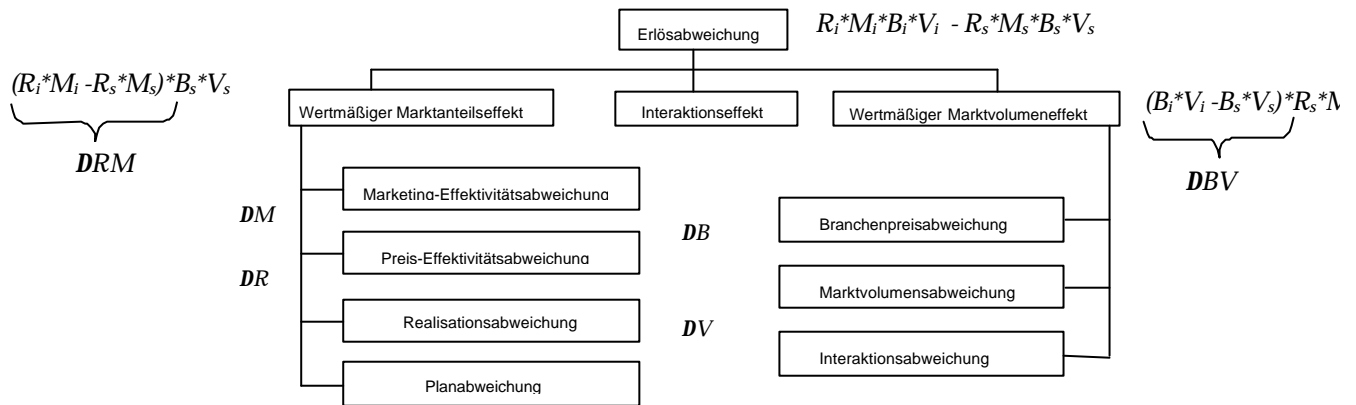 Erlösabweichung
Ri*Mi*Bi*Vi - Rs*Ms*Bs*Vs
(Ri*Mi -Rs*Ms)*Bs*Vs
DRM
Wertmäßiger Marktanteilseffekt
Interaktionseffekt
Wertmäßiger Marktvolumeneffekt
(Bi*Vi -Bs*Vs)*Rs*M
DBV
Marketing-Effektivitätsabweichung
DM
Preis-Effektivitätsabweichung
DR
Realisationsabweichung
Planabweichung
Branchenpreisabweichung
DB
Marktvolumensabweichung
DV
Interaktionsabweichung